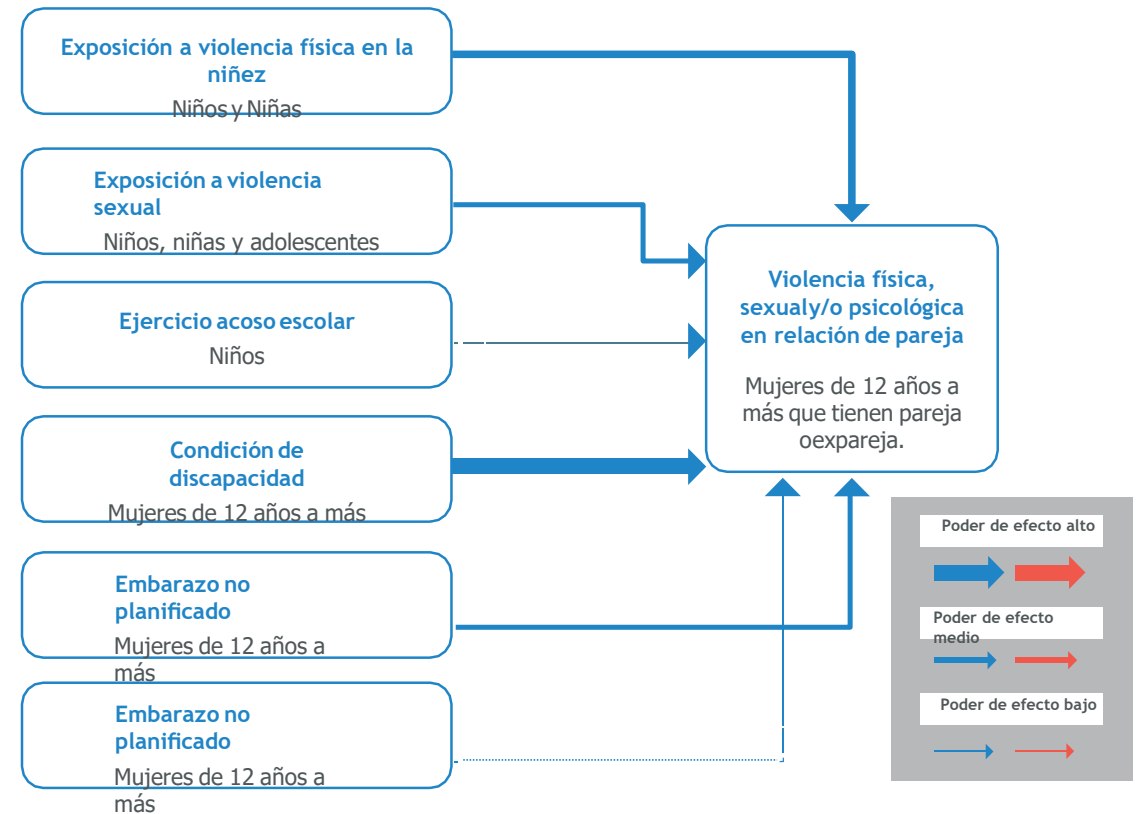 Exposición a violencia física en la
niñez
Niños y Niñas
Exposición a violencia
sexual
Niños, niñas y adolescentes
Ejercicio acoso escolar
Niños
Condición de
discapacidad
Mujeres de 12 años a más
Embarazo no
planificado
Mujeres de 12 años a
más
Embarazo no
planificado
Mujeres de 12 años a
más
Violencia física,
sexualy/o psicológica
en relación de pareja
Mujeres de 12 años a
más que tienen pareja
oexpareja.
Poder de efecto alto
Poder de efecto
medio
Poder de efecto bajo